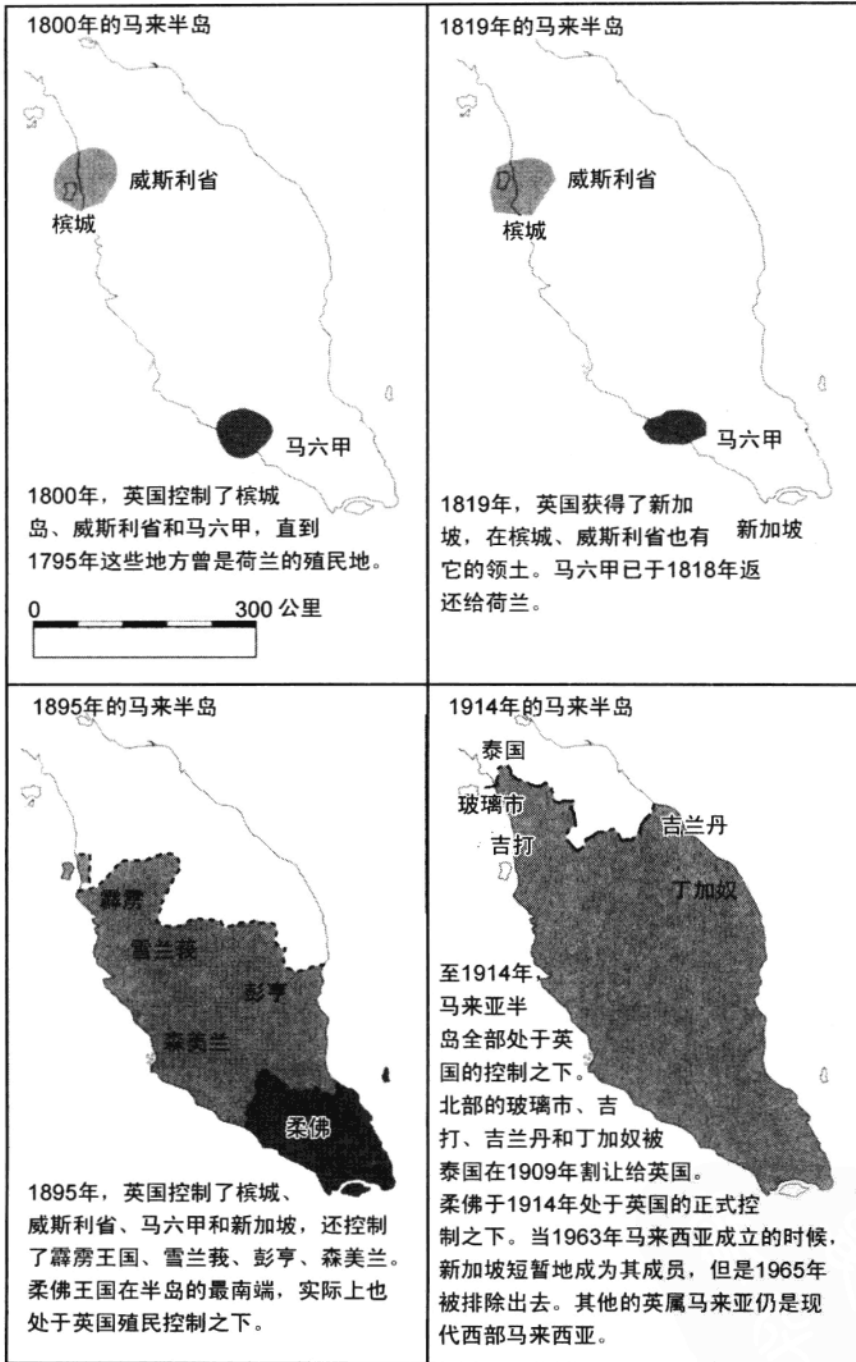 1800年的马来半岛
威斯利省
槟城
马六甲
1800年，英国控制了槟城
岛、威斯利省和马六甲，直到
1795年这些地方曾是荷兰的殖民地。
0 300 公里
1819年的马来半岛
威斯利省
槟城
马六甲
新加坡
1819年，英国获得了新加
坡，在槟城、威斯利省也有
它的领土。马六甲已于1818年返
还给荷兰。
1895年的马来半岛
霹雳
雪兰莪
彭亨
森美兰
柔佛
1895年，英国控制了槟城、
威斯利省、马六甲和新加坡，还控制
了霹雳王国、雪兰莪、彭亨、森美兰。
柔佛王国在半岛的最南端，实际上也
处于英国殖民控制之下。
1914年的马来半岛
泰国
玻璃市
吉兰丹
吉打
丁加奴
至1914年，
马来亚半
岛全部处于英
国的控制之下。
北部的玻璃市、吉
打、吉兰丹和丁加奴被
泰国在1909年割让给英国。
柔佛于1914年处于英国的正式控
制之下。当1963年马来西亚成立的时候，
新加坡短暂地成为其成员，但是1965年
被排除出去。其他的英属马来亚仍是现
代西部马来西亚。